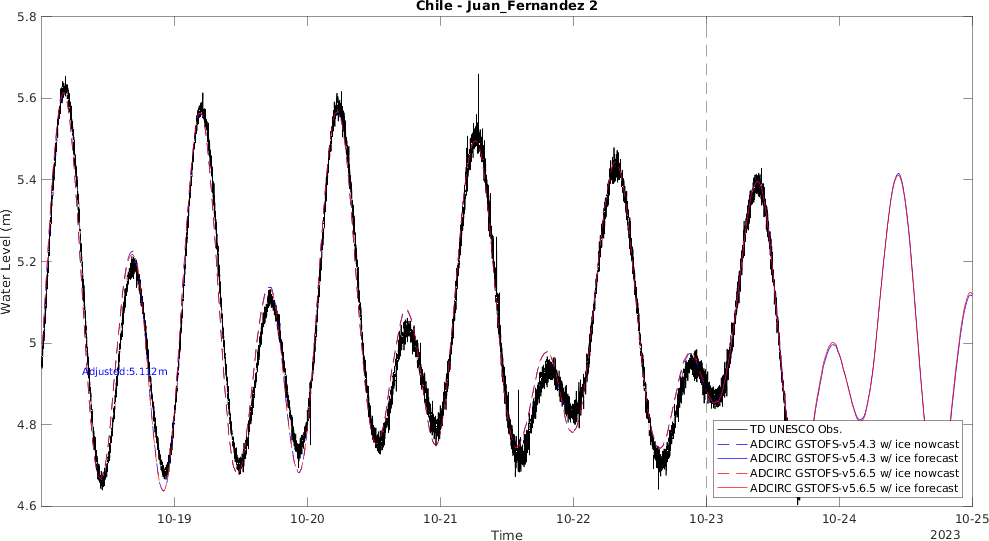 Chile - Juan_Fernandez 2
5.8
5.6
5.4
5.2
5
4.8
4.6
Water Level (m)
Adjusted:5.112m
TD UNESCO Obs.
ADCIRC GSTOFS-v5.4.3 w/ ice nowcast
ADCIRC GSTOFS-v5.4.3 w/ ice forecast
ADCIRC GSTOFS-v5.6.5 w/ ice nowcast
ADCIRC GSTOFS-v5.6.5 w/ ice forecast
10-19 10-20 10-21 10-22 10-23 10-24 10-25
Time
2023